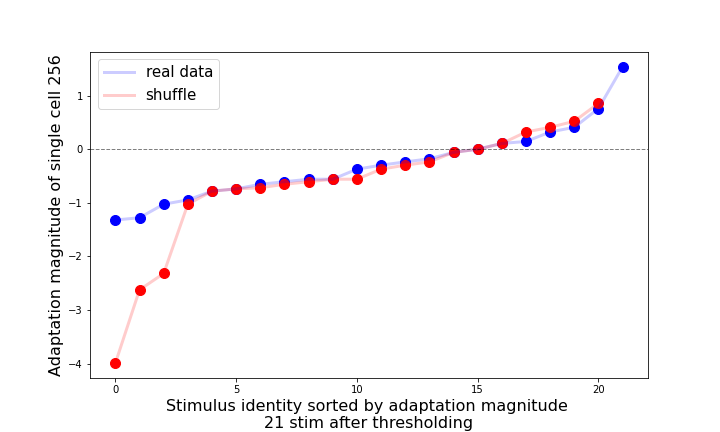 real data
shuffle
Adaptation magnitude of single cell 256
1
0
−1
−2
−3
−4
0 5 10 15 20
Stimulus identity sorted by adaptation magnitude
21 stim after thresholding